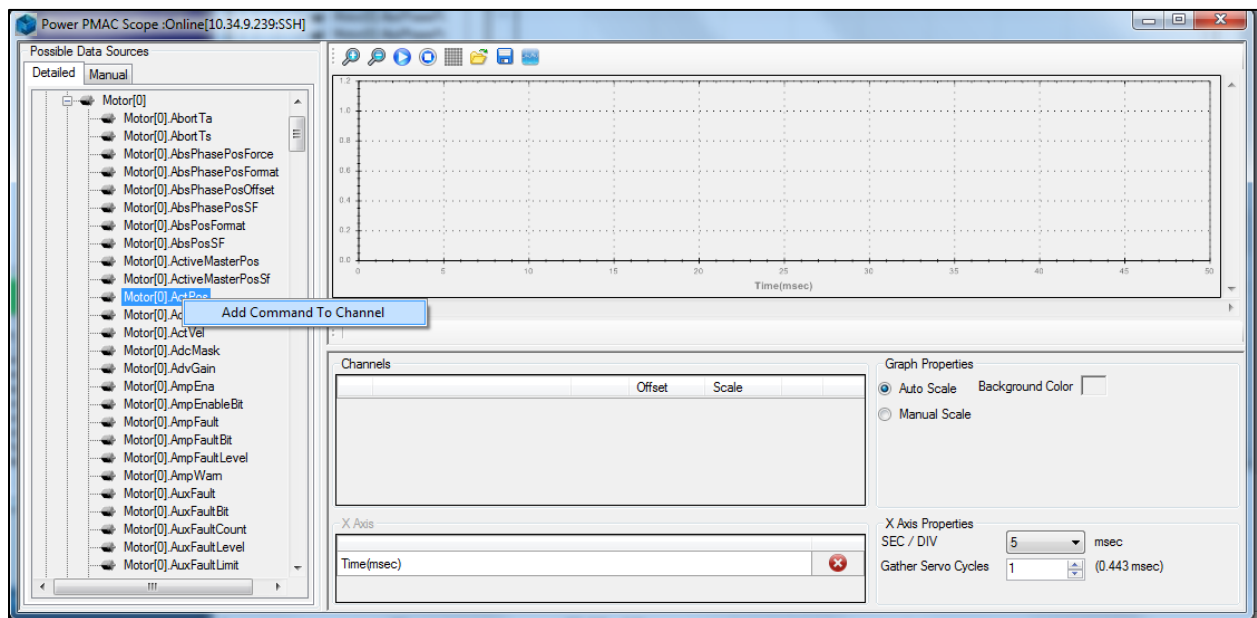 Power PMAC Scope :Online[10.34.9.239:SSH]
Possible Data Sources
Detailed
Manual
Motor[0]
Motor[0].AbortTa
Motor[0].AbortTs
Motor[0].AbsPhasePosForce
Motor[0].AbsPhasePosFormat
Motor[0].AbsPhasePosOffset
Motor[0].AbsPhasePosSF
Motor[0].AbsPosFormat
Motor[0].AbsPosSF
Motor[0].ActiveMasterPos
Motor[0].ActiveMasterPosSf
Motor[0].ActPos
Add Command To Channel
Motor[0].ActVel
Motor[0].AdcMask
Motor[0].AdvGain
Motor[0].AmpEna
Motor[0].AmpEnableBit
Motor[0].AmpFault
Motor[0].AmpFaultBit
Motor[0].AmpFaultLevel
Motor[0].AmpWarn
Motor[0].AuxFault
Motor[0].AuxFaultBit
Motor[0].AuxFaultCount
Motor[0].AuxFaultLevel
Motor[0].AuxFaultLimit
1.2
1.0
0.8
0.6
0.4
0.2
0.0
0 5 10 15 20 25 30 35 40 45 50
Time(msec)
Channels
Offset Scale
X Axis
Time(msec)
Graph Properties
Auto Scale Background Color
Manual Scale
X Axis Properties
SEC / DIV 5 msec
Gather Servo Cycles 1 (0.443 msec)